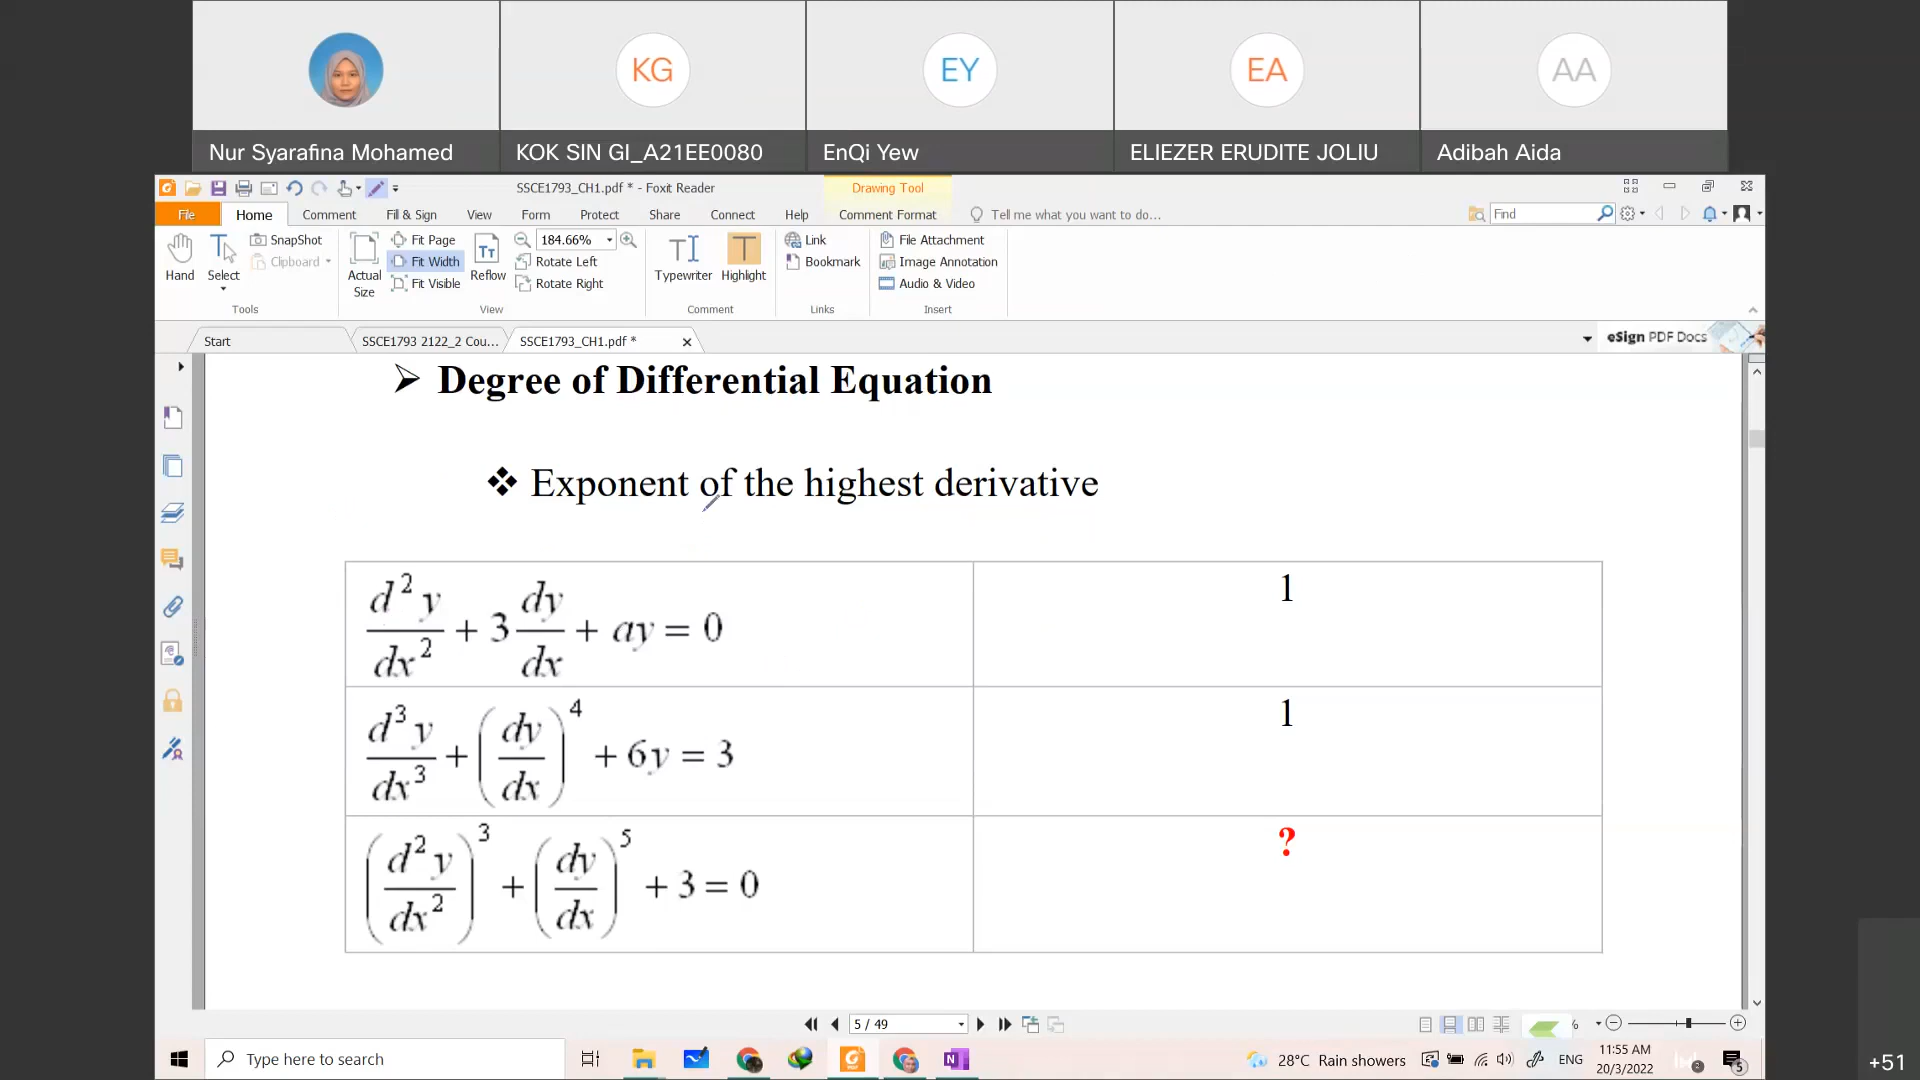 KG
EY
EA
AA
Nur Syarafina Mohamed
KOK SIN GI_A21EE0080
EnQi Yew
ELIEZER ERUDITE JOLIU
Adibah Aida
SSCE1793_CH1.pdf * - Foxit Reader
Drawing Tool
File
Home
Comment
Fill & Sign
View
Form
Protect
Share
Connect
Help
Comment Format
Tell me what you want to do...
Find
Hand
Select
SnapShot
Clipboard
Tools
Actual Size
Fit Page
Fit Width
Fit Visible
Reflow
184.66%
Rotate Left
Rotate Right
View
Typewriter
Highlight
Comment
Link
Bookmark
Links
File Attachment
Image Annotation
Audio & Video
Insert
Start
SSCE1793 2122_2 Cou...
SSCE1793_CH1.pdf *
eSign PDF Docs
➢ Degree of Differential Equation
❖ Exponent of the highest derivative
d²y/dx² + 3 dy/dx + ay = 0
1
d³y/dx³ + (dy/dx)⁴ + 6y = 3
1
(d²y/dx²)³ + (dy/dx)⁵ + 3 = 0
?
5 / 49
%
Type here to search
28°C Rain showers
ENG
11:55 AM
20/3/2022
2
5
+51